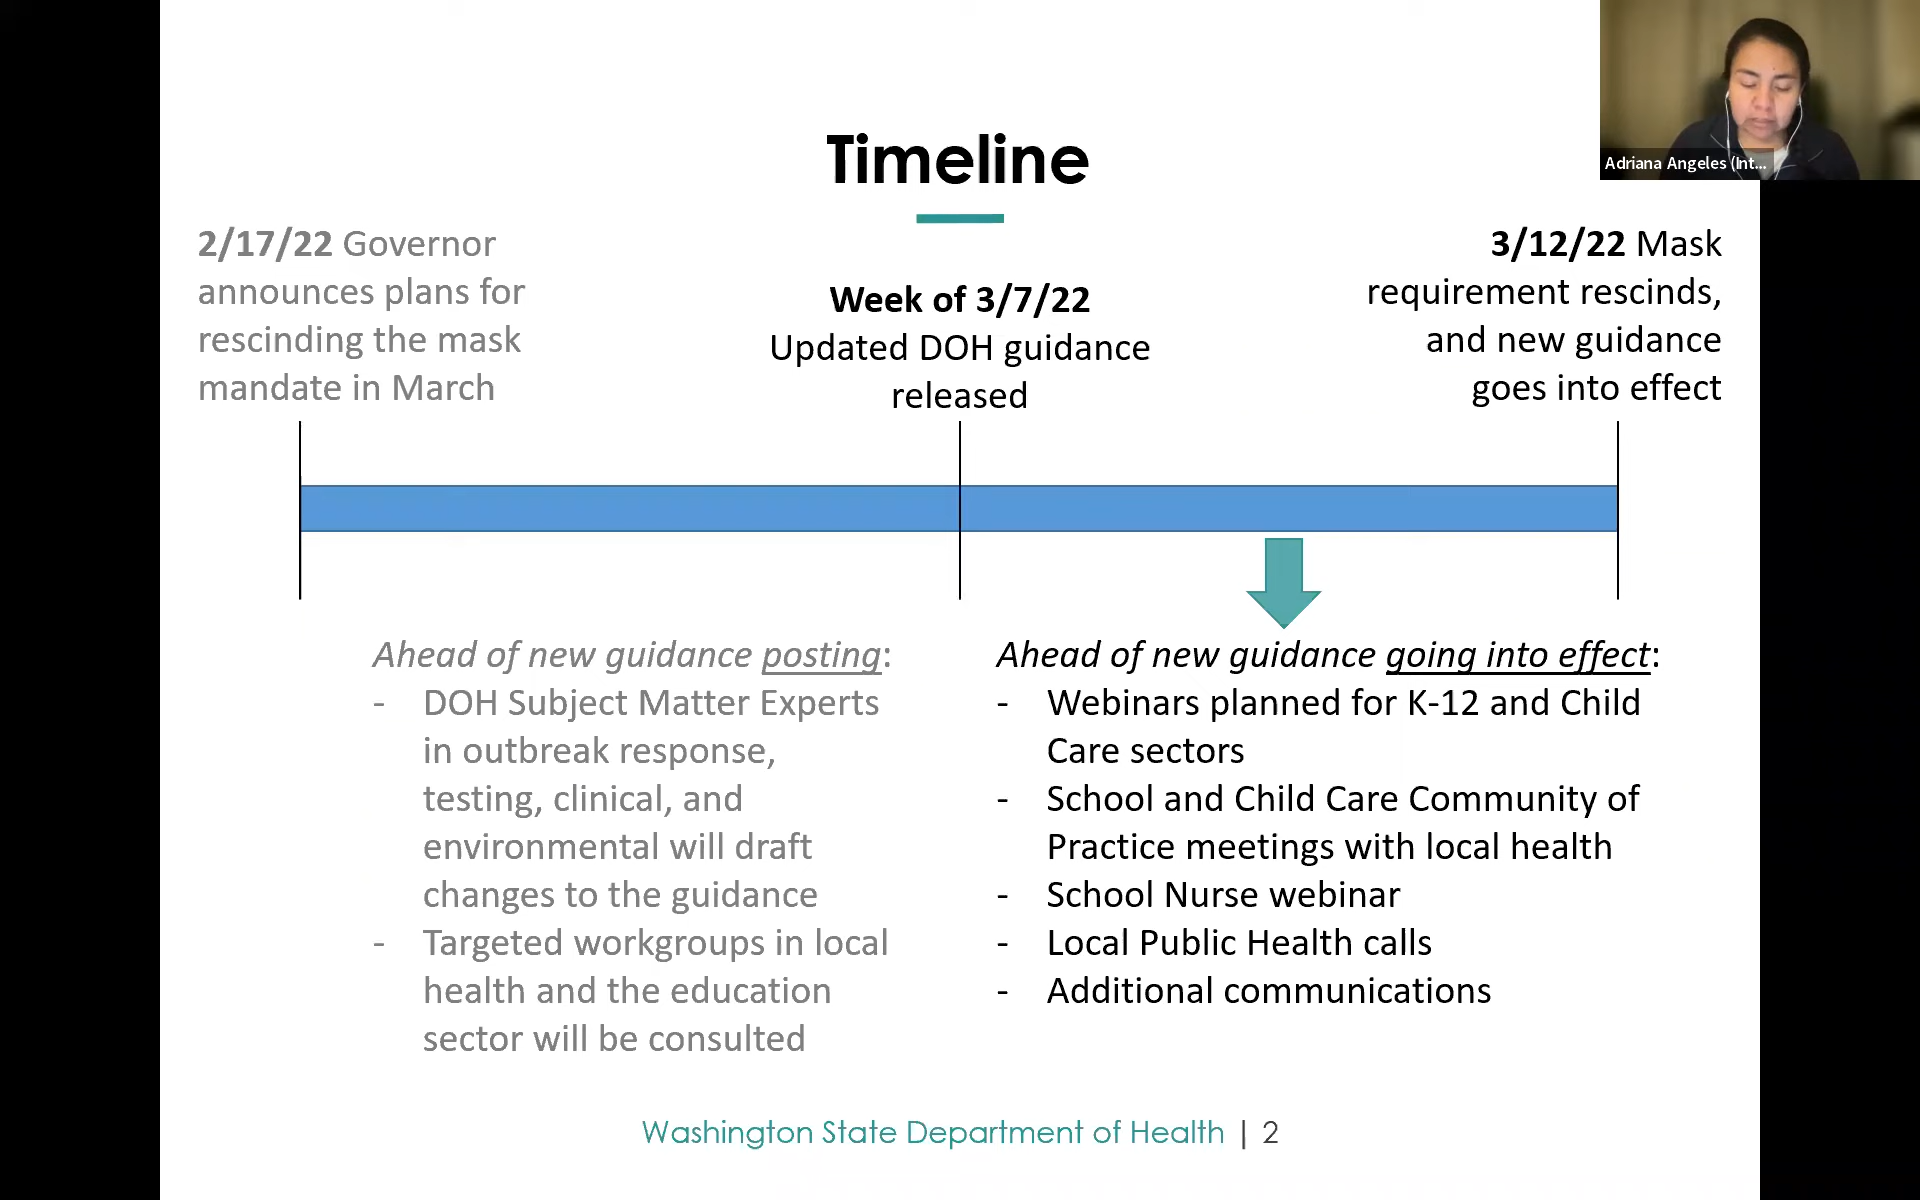 Adriana Angeles (Int...
Timeline
2/17/22 Governor
announces plans for
rescinding the mask
mandate in March
Week of 3/7/22
Updated DOH guidance
released
3/12/22 Mask
requirement rescinds,
and new guidance
goes into effect
Ahead of new guidance posting:
- DOH Subject Matter Experts
in outbreak response,
testing, clinical, and
environmental will draft
changes to the guidance
- Targeted workgroups in local
health and the education
sector will be consulted
Ahead of new guidance going into effect:
- Webinars planned for K-12 and Child
Care sectors
- School and Child Care Community of
Practice meetings with local health
- School Nurse webinar
- Local Public Health calls
- Additional communications
Washington State Department of Health | 2